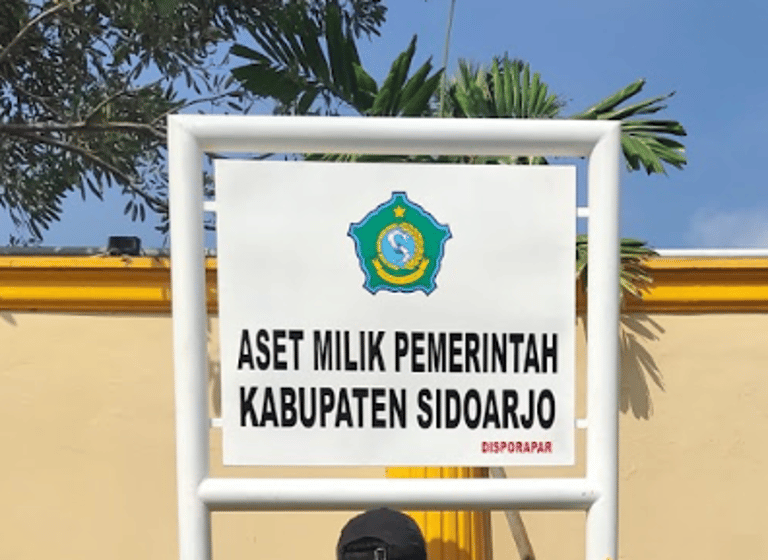 ASET MILIK PEMERINTAH
KABUPATEN SIDOARJO
DISPORAPAR